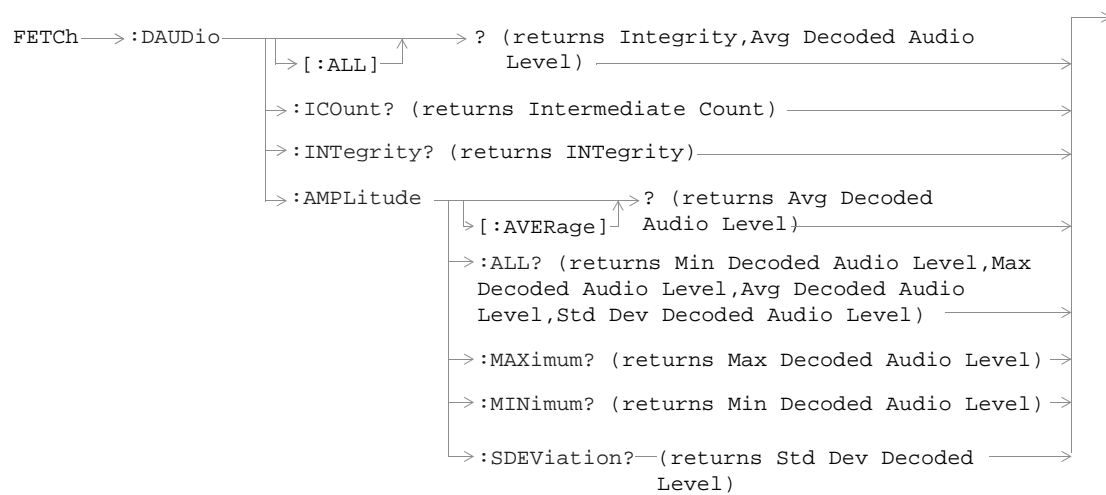 FETCh :DAUDio ? (returns Integrity,Avg Decoded Audio
[:ALL] Level)
:ICOunt? (returns Intermediate Count)
:INTegrity? (returns INTegrity)
:AMPLitude ? (returns Avg Decoded
[:AVERage] Audio Level)
:ALL? (returns Min Decoded Audio Level,Max
Decoded Audio Level,Avg Decoded Audio
Level,Std Dev Decoded Audio Level)
:MAXimum? (returns Max Decoded Audio Level)
:MINimum? (returns Min Decoded Audio Level)
:SDEViation? (returns Std Dev Decoded
Level)